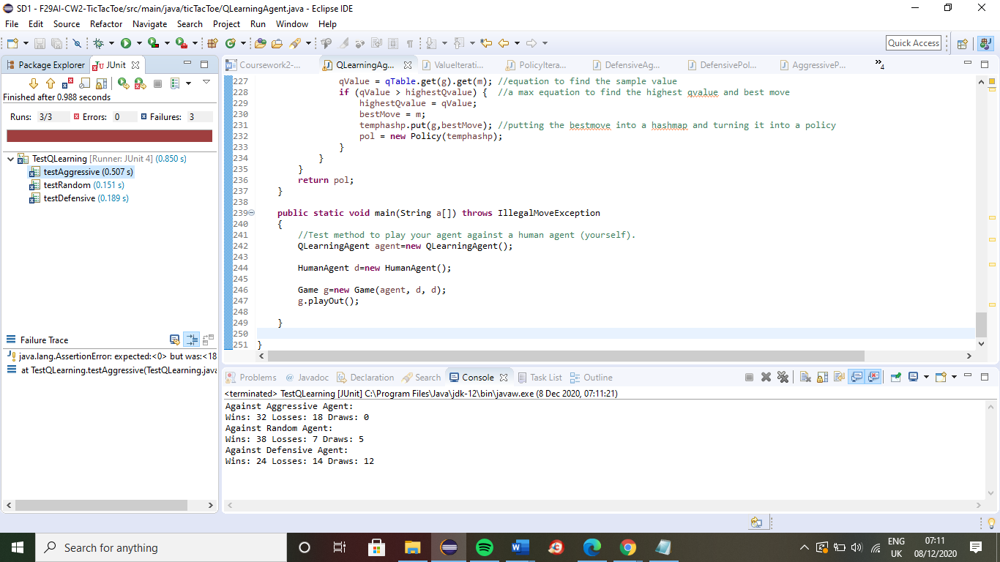 SD1 - F29AI-CW2-TicTacToe/src/main/java/ticTacToe/QLearningAgent.java - Eclipse IDE
File Edit Source Refactor Navigate Search Project Run Window Help
Quick Access
Package Explorer JUnit
Finished after 0.988 seconds
Runs: 3/3 Errors: 0 Failures: 3
TestQLearning [Runner: JUnit 4] (0.850 s)
testAggressive (0.507 s)
testRandom (0.151 s)
testDefensive (0.189 s)
Failure Trace
java.lang.AssertionError: expected:<0> but was:<18
at TestQLearning.testAggressive(TestQLearning.java
Coursework2-... QLearningAg... ValueIterati... PolicyItera... DefensiveAg... DefensivePol... AggressiveP... »4
227 qValue = qTable.get(g).get(m); //equation to find the sample value
228 if (qValue > highestQvalue) { //a max equation to find the highest qvalue and best move
229 highestQvalue = qValue;
230 bestMove = m;
231 temphashp.put(g,bestMove); //putting the bestmove into a hashmap and turning it into a policy
232 pol = new Policy(temphashp);
233 }
234 }
235 }
236 return pol;
237 }
238
239 public static void main(String a[]) throws IllegalMoveException
240 {
241 //Test method to play your agent against a human agent (yourself).
242 QLearningAgent agent=new QLearningAgent();
243
244 HumanAgent d=new HumanAgent();
245
246 Game g=new Game(agent, d, d);
247 g.playOut();
248
249 }
250
251 }
Problems @ Javadoc Declaration Search Console Task List Outline
<terminated> TestQLearning [JUnit] C:\Program Files\Java\jdk-12\bin\javaw.exe (8 Dec 2020, 07:11:21)
Against Aggressive Agent:
Wins: 32 Losses: 18 Draws: 0
Against Random Agent:
Wins: 38 Losses: 7 Draws: 5
Against Defensive Agent:
Wins: 24 Losses: 14 Draws: 12
Search for anything
ENG
UK
07:11
08/12/2020